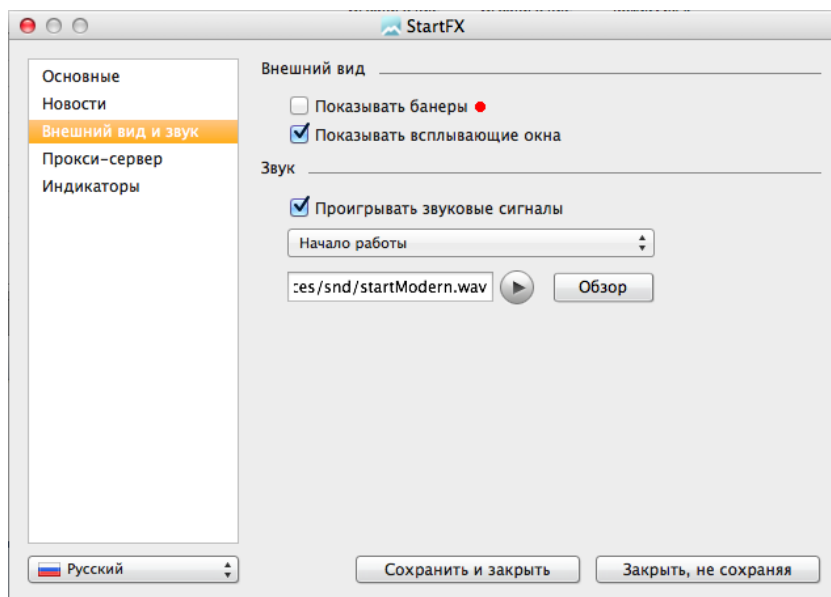 StartFX
Основные
Новости
Внешний вид и звук
Прокси-сервер
Индикаторы
Внешний вид
Показывать банеры
Показывать всплывающие окна
Звук
Проигрывать звуковые сигналы
Начало работы
ces/snd/startModern.wav
Обзор
Русский
Сохранить и закрыть
Закрыть, не сохраняя